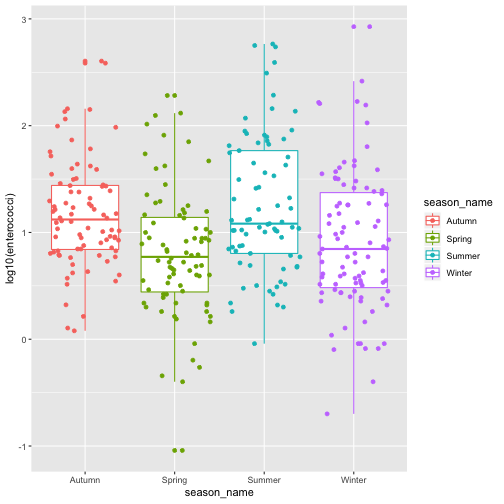 3
2
1
0
-1
log10(enterococci)
Autumn
Spring
Summer
Winter
season_name
season_name
Autumn
Spring
Summer
Winter